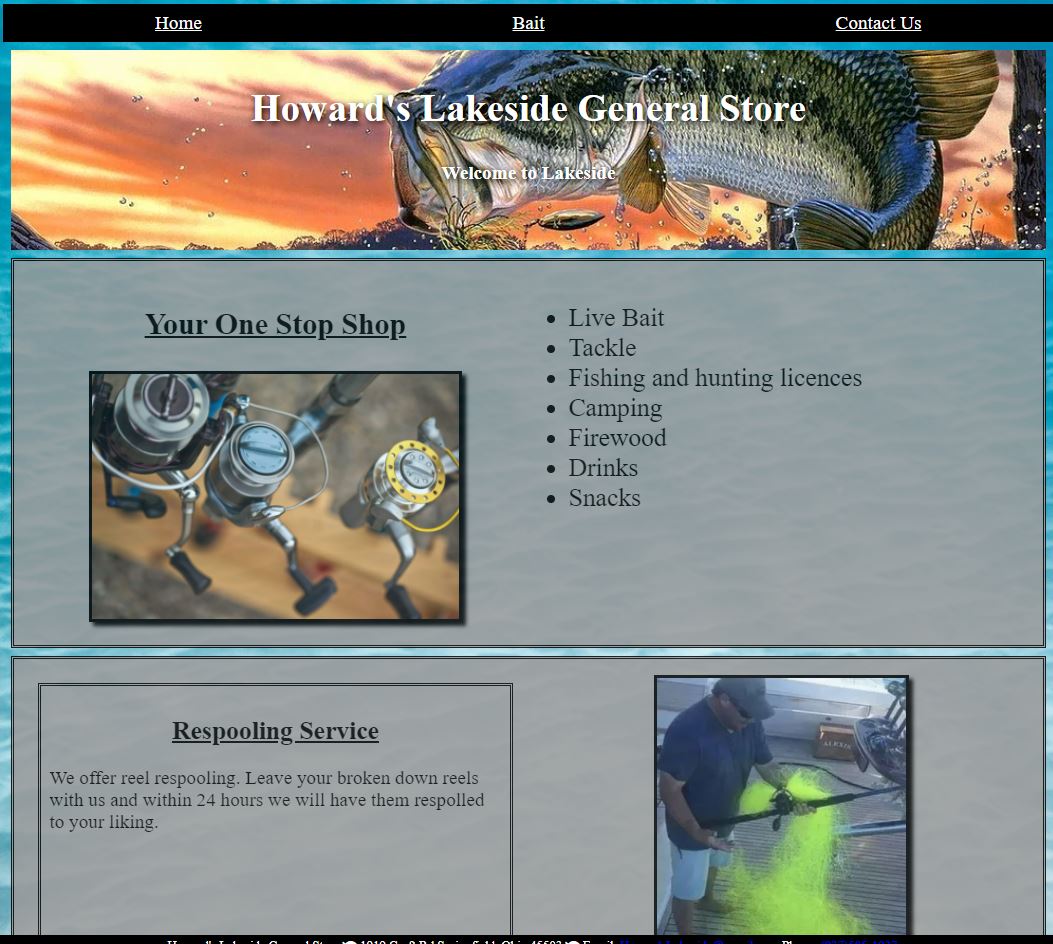 Home
Bait
Contact Us
Howard's Lakeside General Store
Welcome to Lakeside
Your One Stop Shop
Live Bait
Tackle
Fishing and hunting licences
Camping
Firewood
Drinks
Snacks
Respooling Service
We offer reel respooling. Leave your broken down reels
with us and within 24 hours we will have them respolled
to your liking.
ALEXIS